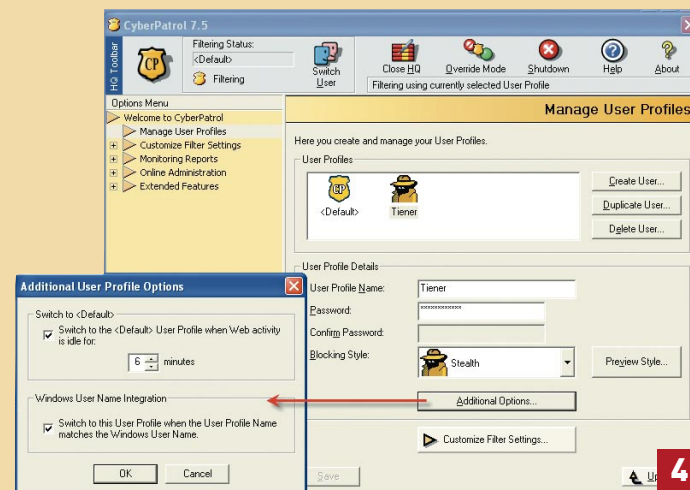 CyberPatrol 7.5
HQ Toolbar
CP
Filtering Status:
<Default>
Filtering
Switch
User
Close HQ
Override Mode
Shutdown
Help
About
Filtering using currently selected User Profile
Options Menu
Welcome to CyberPatrol
Manage User Profiles
Customize Filter Settings
Monitoring Reports
Online Administration
Extended Features
Manage User Profiles
Here you create and manage your User Profiles.
User Profiles
CP
<Default>
Tiener
Create User...
Duplicate User...
Delete User...
User Profile Details
User Profile Name:
Tiener
Password:
************
Confirm Password:
Blocking Style:
Stealth
Preview Style...
Additional Options...
Customize Filter Settings...
Save
Additional User Profile Options
Switch to <Default>
Switch to the <Default> User Profile when Web activity
is idle for:
6 minutes
Windows User Name Integration
Switch to this User Profile when the User Profile Name
matches the Windows User Name.
OK
Cancel
4